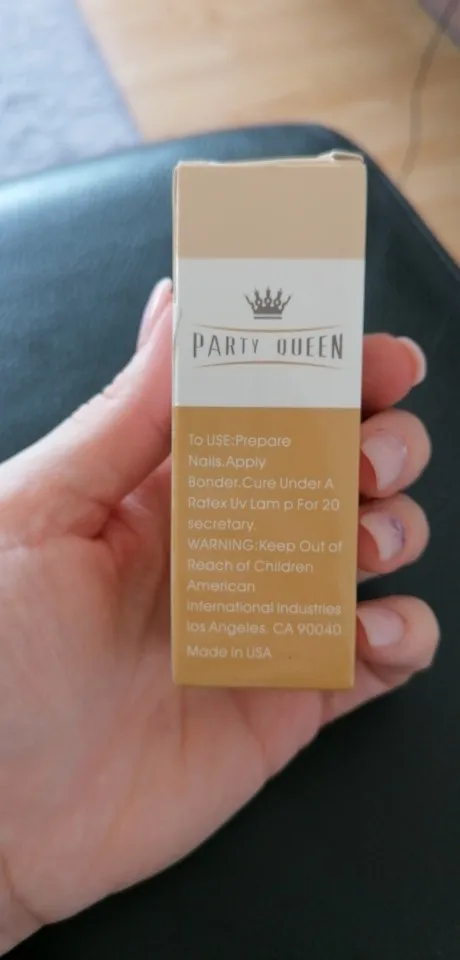 PARTY QUEEN
To USE:Prepare
Nails.Apply
Bonder.Cure Under A
Ratex Uv Lam p For 20
secretary.
WARNING:Keep Out of
Reach of Children
American
International Industries
los Angeles. CA 90040
Made in USA